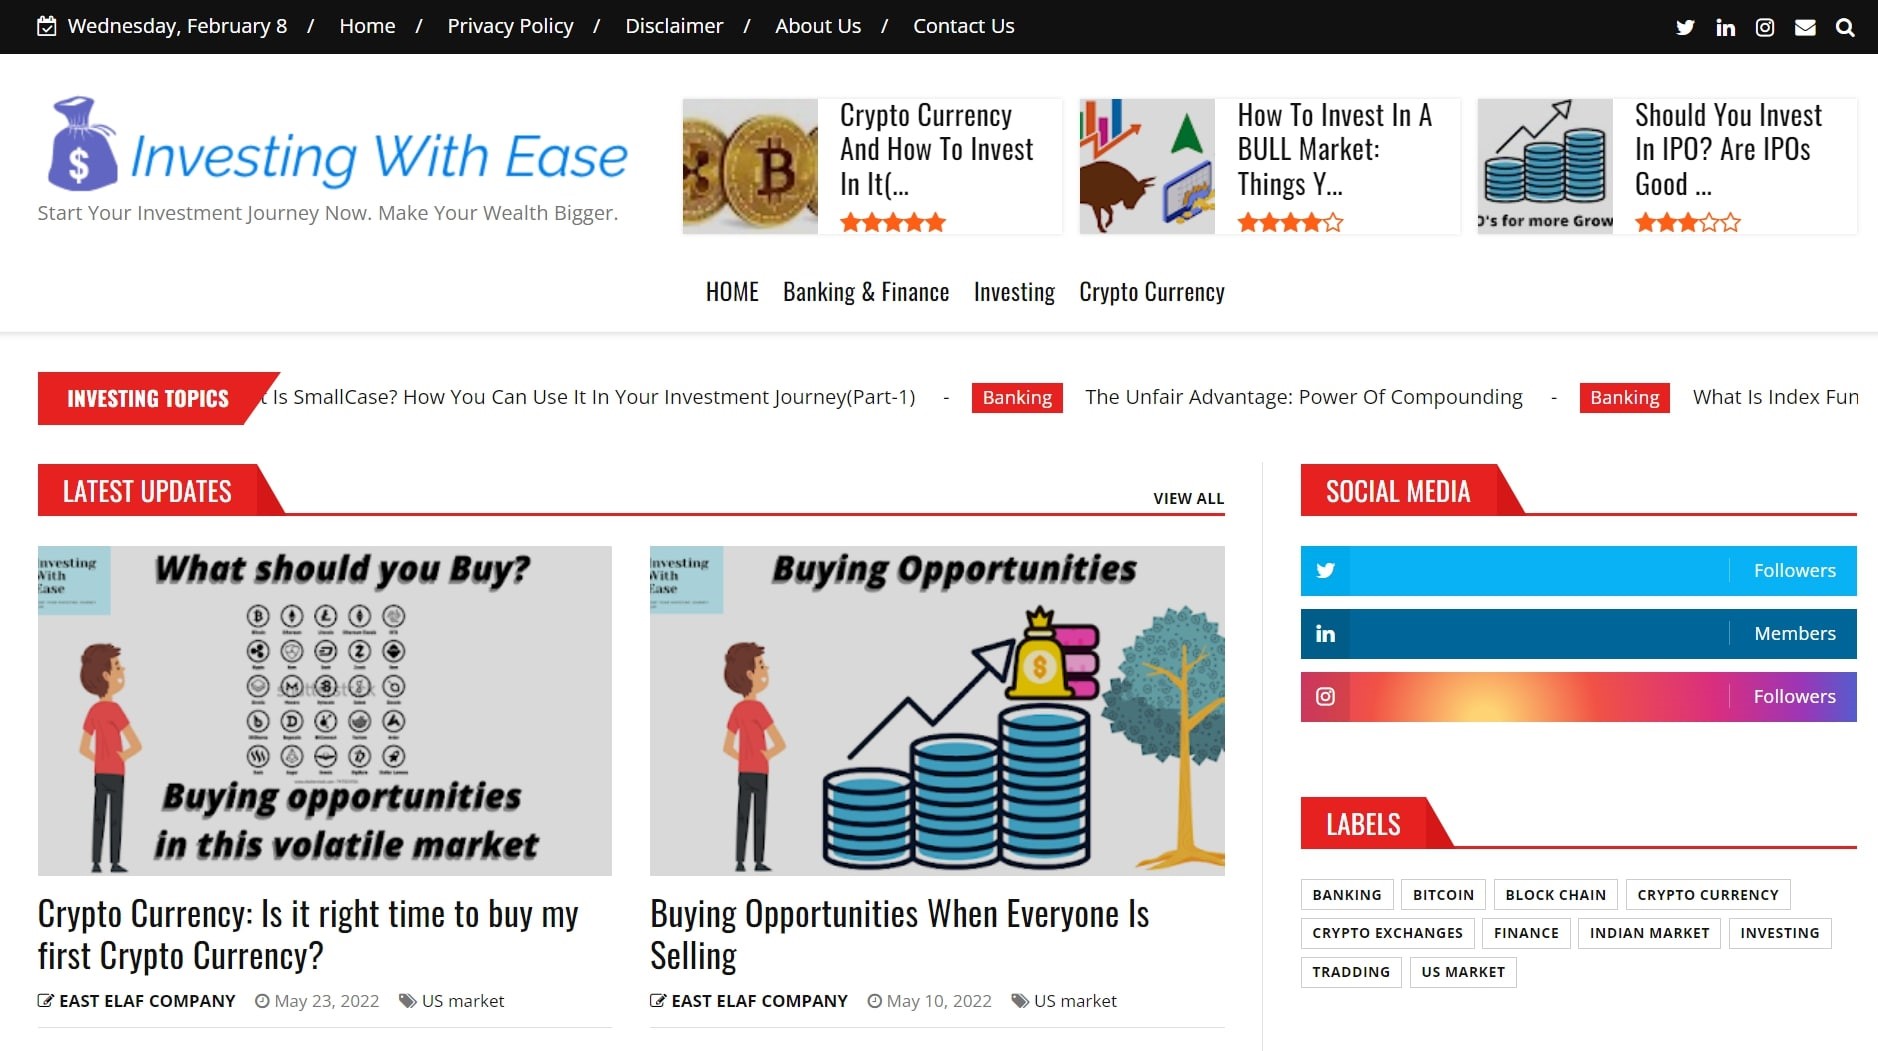 Wednesday, February 8 / Home / Privacy Policy / Disclaimer / About Us / Contact Us
Investing With Ease
Start Your Investment Journey Now. Make Your Wealth Bigger.
Crypto Currency
And How To Invest
In It(...
How To Invest In A
BULL Market:
Things Y...
Should You Invest
In IPO? Are IPOs
Good ...
O's for more Grow
HOME Banking & Finance Investing Crypto Currency
INVESTING TOPICS
t Is SmallCase? How You Can Use It In Your Investment Journey(Part-1) - Banking The Unfair Advantage: Power Of Compounding - Banking What Is Index Fun
LATEST UPDATES
VIEW ALL
nvesting
With
Ease
What should you Buy?
Buying opportunities
in this volatile market
Crypto Currency: Is it right time to buy my
first Crypto Currency?
EAST ELAF COMPANY May 23, 2022 US market
nvesting
With
Ease
Buying Opportunities
Buying Opportunities When Everyone Is
Selling
EAST ELAF COMPANY May 10, 2022 US market
SOCIAL MEDIA
Followers
Members
Followers
LABELS
BANKING BITCOIN BLOCK CHAIN CRYPTO CURRENCY
CRYPTO EXCHANGES FINANCE INDIAN MARKET INVESTING
TRADDING US MARKET